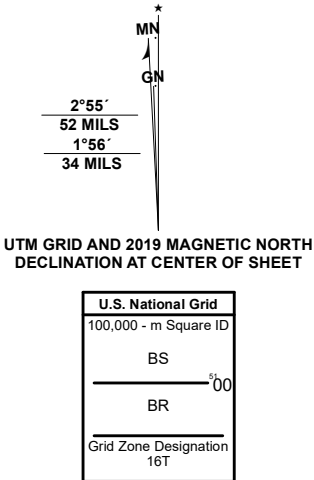 ★
MN
GN
2°55´
52 MILS
1°56´
34 MILS
UTM GRID AND 2019 MAGNETIC NORTH
DECLINATION AT CENTER OF SHEET
U.S. National Grid
100,000 - m Square ID
BS
5100
BR
Grid Zone Designation
16T